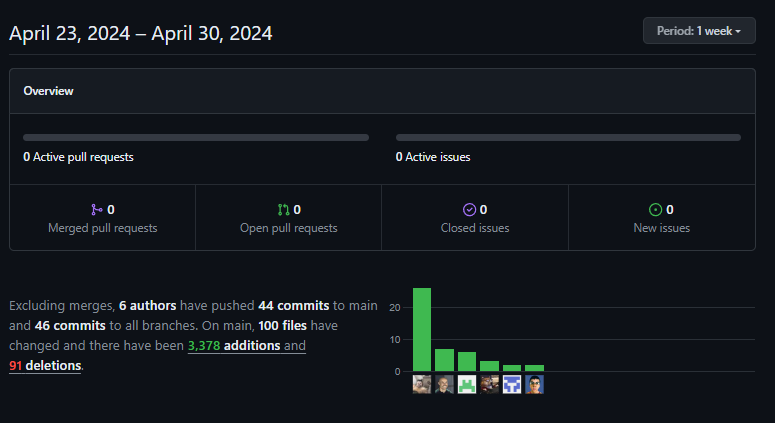 April 23, 2024 – April 30, 2024
Period: 1 week
Overview
0 Active pull requests
0 Active issues
0
Merged pull requests
0
Open pull requests
0
Closed issues
0
New issues
Excluding merges, 6 authors have pushed 44 commits to main
and 46 commits to all branches. On main, 100 files have
changed and there have been 3,378 additions and
91 deletions.
20
10
0